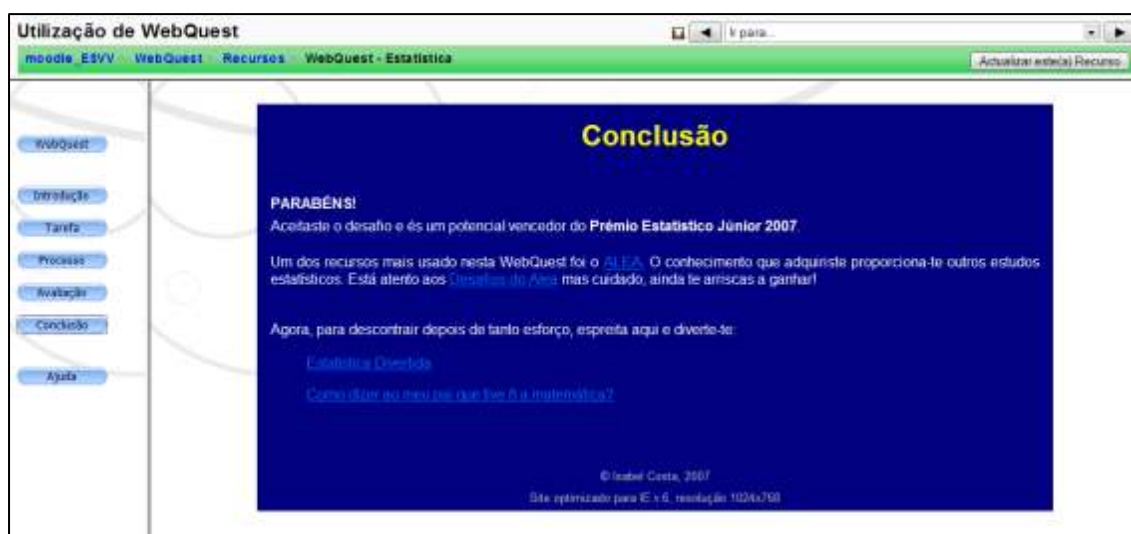 Utilização de WebQuest
Ir para...
moodle_ESVV WebQuest Recursos WebQuest - Estatística
Actualizar este(a) Recurso
WebQuest
Introdução
Tarefa
Processo
Avaliação
Conclusão
Ajuda
Conclusão
PARABÉNS!
Aceitaste o desafio e és um potencial vencedor do Prémio Estatístico Júnior 2007.
Um dos recursos mais usado nesta WebQuest foi o ALEA. O conhecimento que adquiriste proporciona-te outros estudos
estatísticos. Está atento aos Desafios do Alea mas cuidado, ainda te arriscas a ganhar!
Agora, para descontrair depois de tanto esforço, espreita aqui e diverte-te:
Estatística Divertida
Como dizer ao meu pai que tive ñ a matemática?
© Isabel Costa, 2007
Site optimizado para IE v.6, resolução 1024x768